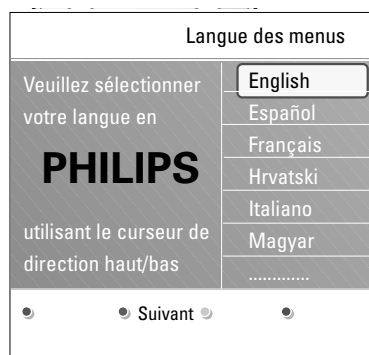 Langue des menus
Veuillez sélectionner
votre langue en
PHILIPS
utilisant le curseur de
direction haut/bas
English
Español
Français
Hrvatski
Italiano
Magyar
.............
Suivant